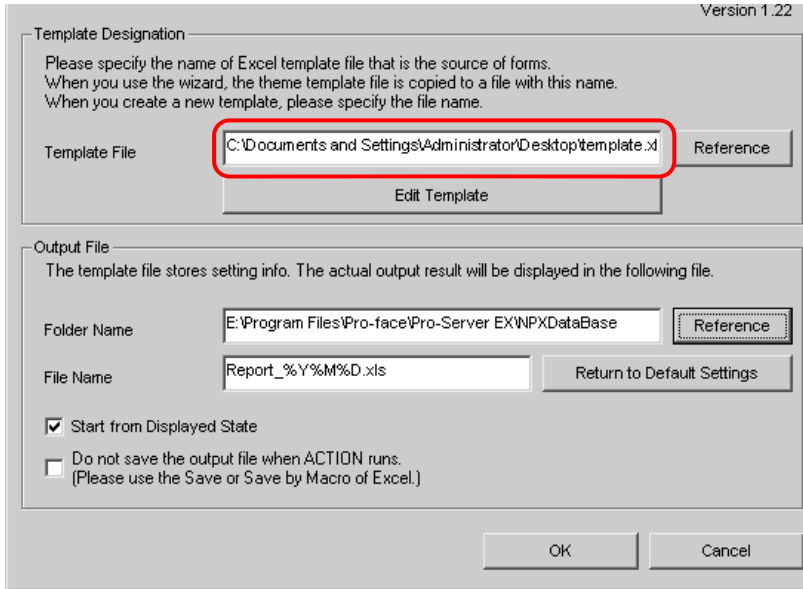 Version 1.22
Template Designation
Please specify the name of Excel template file that is the source of forms.
When you use the wizard, the theme template file is copied to a file with this name.
When you create a new template, please specify the file name.
Template File
C:\Documents and Settings\Administrator\Desktop\template.xl
Reference
Edit Template
Output File
The template file stores setting info. The actual output result will be displayed in the following file.
Folder Name
E:\Program Files\Pro-face\Pro-Server EX\NPXDataBase
Reference
File Name
Report_%Y%M%D.xls
Return to Default Settings
Start from Displayed State
Do not save the output file when ACTION runs.
(Please use the Save or Save by Macro of Excel.)
OK
Cancel